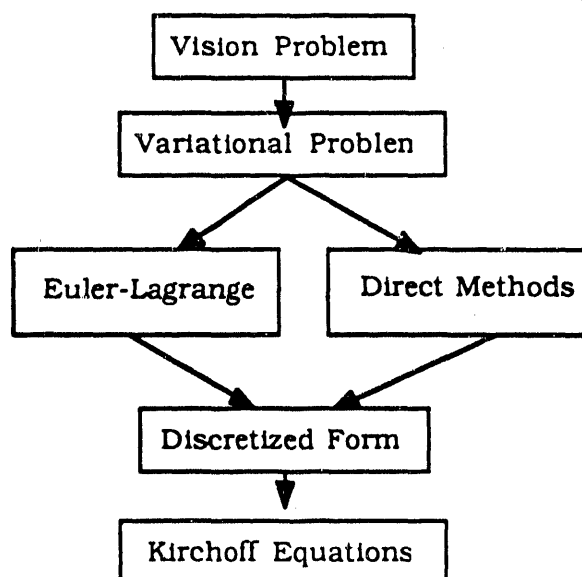 Vision Problem
Variational Problen
Euler-Lagrange
Direct Methods
Discretized Form
Kirchoff Equations